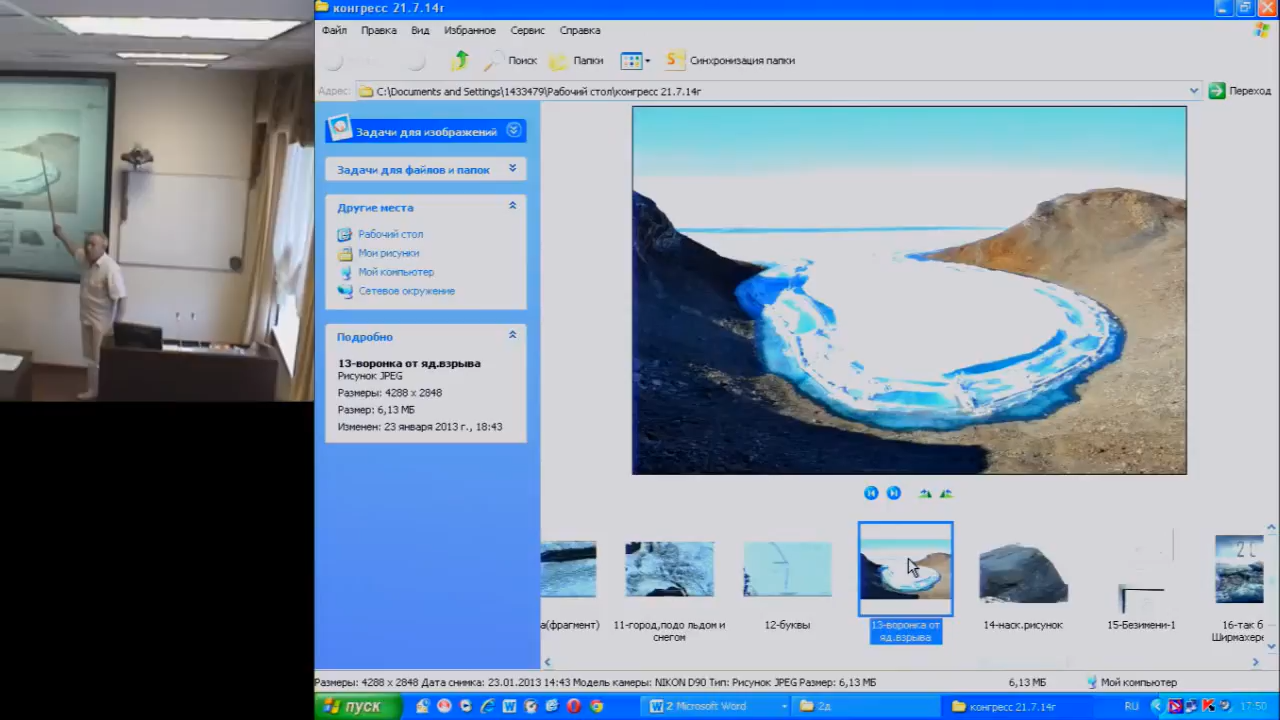 конгресс 21.7.14г
Файл Правка Вид Избранное Сервис Справка
Поиск Папки Синхронизация папки
Адрес: C:\Documents and Settings\1433479\Рабочий стол\конгресс 21.7.14г Переход
Задачи для изображений
Задачи для файлов и папок
Другие места
Рабочий стол
Мои рисунки
Мой компьютер
Сетевое окружение
Подробно
13-воронка от яд.взрыва
Рисунок JPEG
Размеры: 4288 x 2848
Размер: 6,13 МБ
Изменен: 23 января 2013 г., 18:43
а(фрагмент) 11-город,подо льдом и снегом 12-буквы 13-воронка от яд.взрыва 14-наск.рисунок 15-Безимени-1 16-так б Ширмахере
Размеры: 4288 x 2848 Дата снимка: 23.01.2013 14:43 Модель камеры: NIKON D90 Тип: Рисунок JPEG Размер: 6,13 МБ 6,13 МБ Мой компьютер
пуск 2 Microsoft Word 2д конгресс 21.7.14г RU 17:50